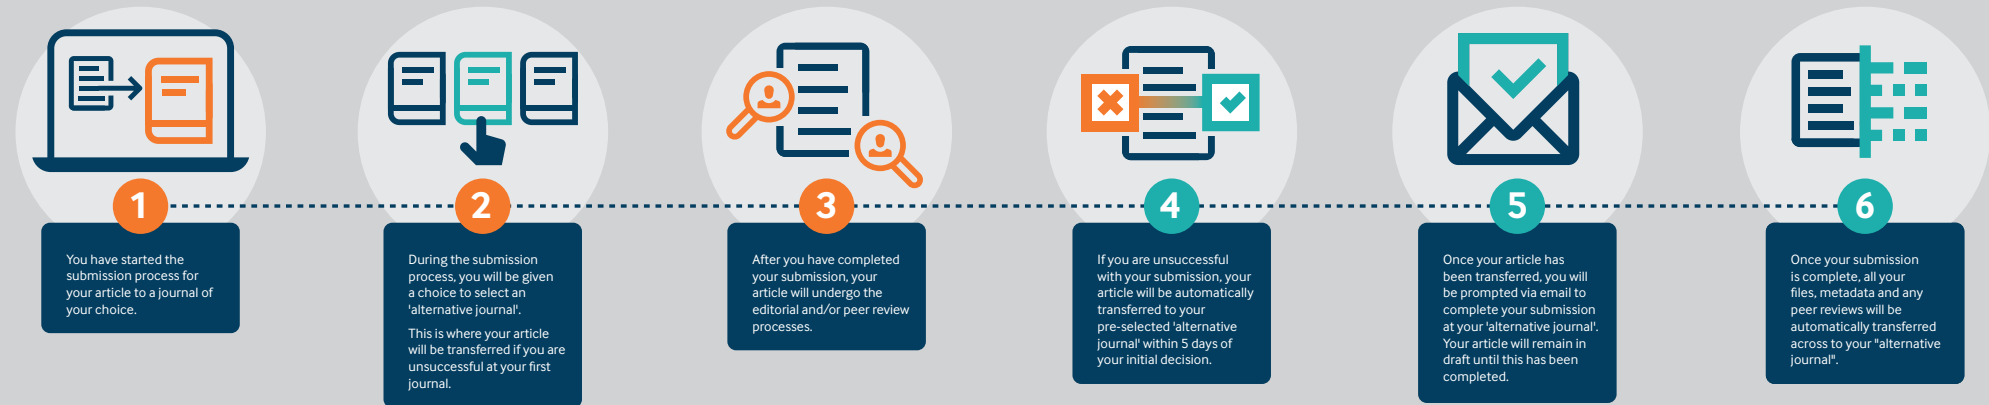 1
You have started the
submission process for
your article to a journal of
your choice.
2
During the submission
process, you will be given
a choice to select an
'alternative journal'.
This is where your article
will be transferred if you are
unsuccessful at your first
journal.
3
After you have completed
your submission, your
article will undergo the
editorial and/or peer review
processes.
4
If you are unsuccessful
with your submission, your
article will be automatically
transferred to your
pre-selected 'alternative
journal' within 5 days of
your initial decision.
5
Once your article has
been transferred, you will
be prompted via email to
complete your submission
at your 'alternative journal'.
Your article will remain in
draft until this has been
completed.
6
Once your submission
is complete, all your
files, metadata and any
peer reviews will be
automatically transferred
across to your "alternative
journal".